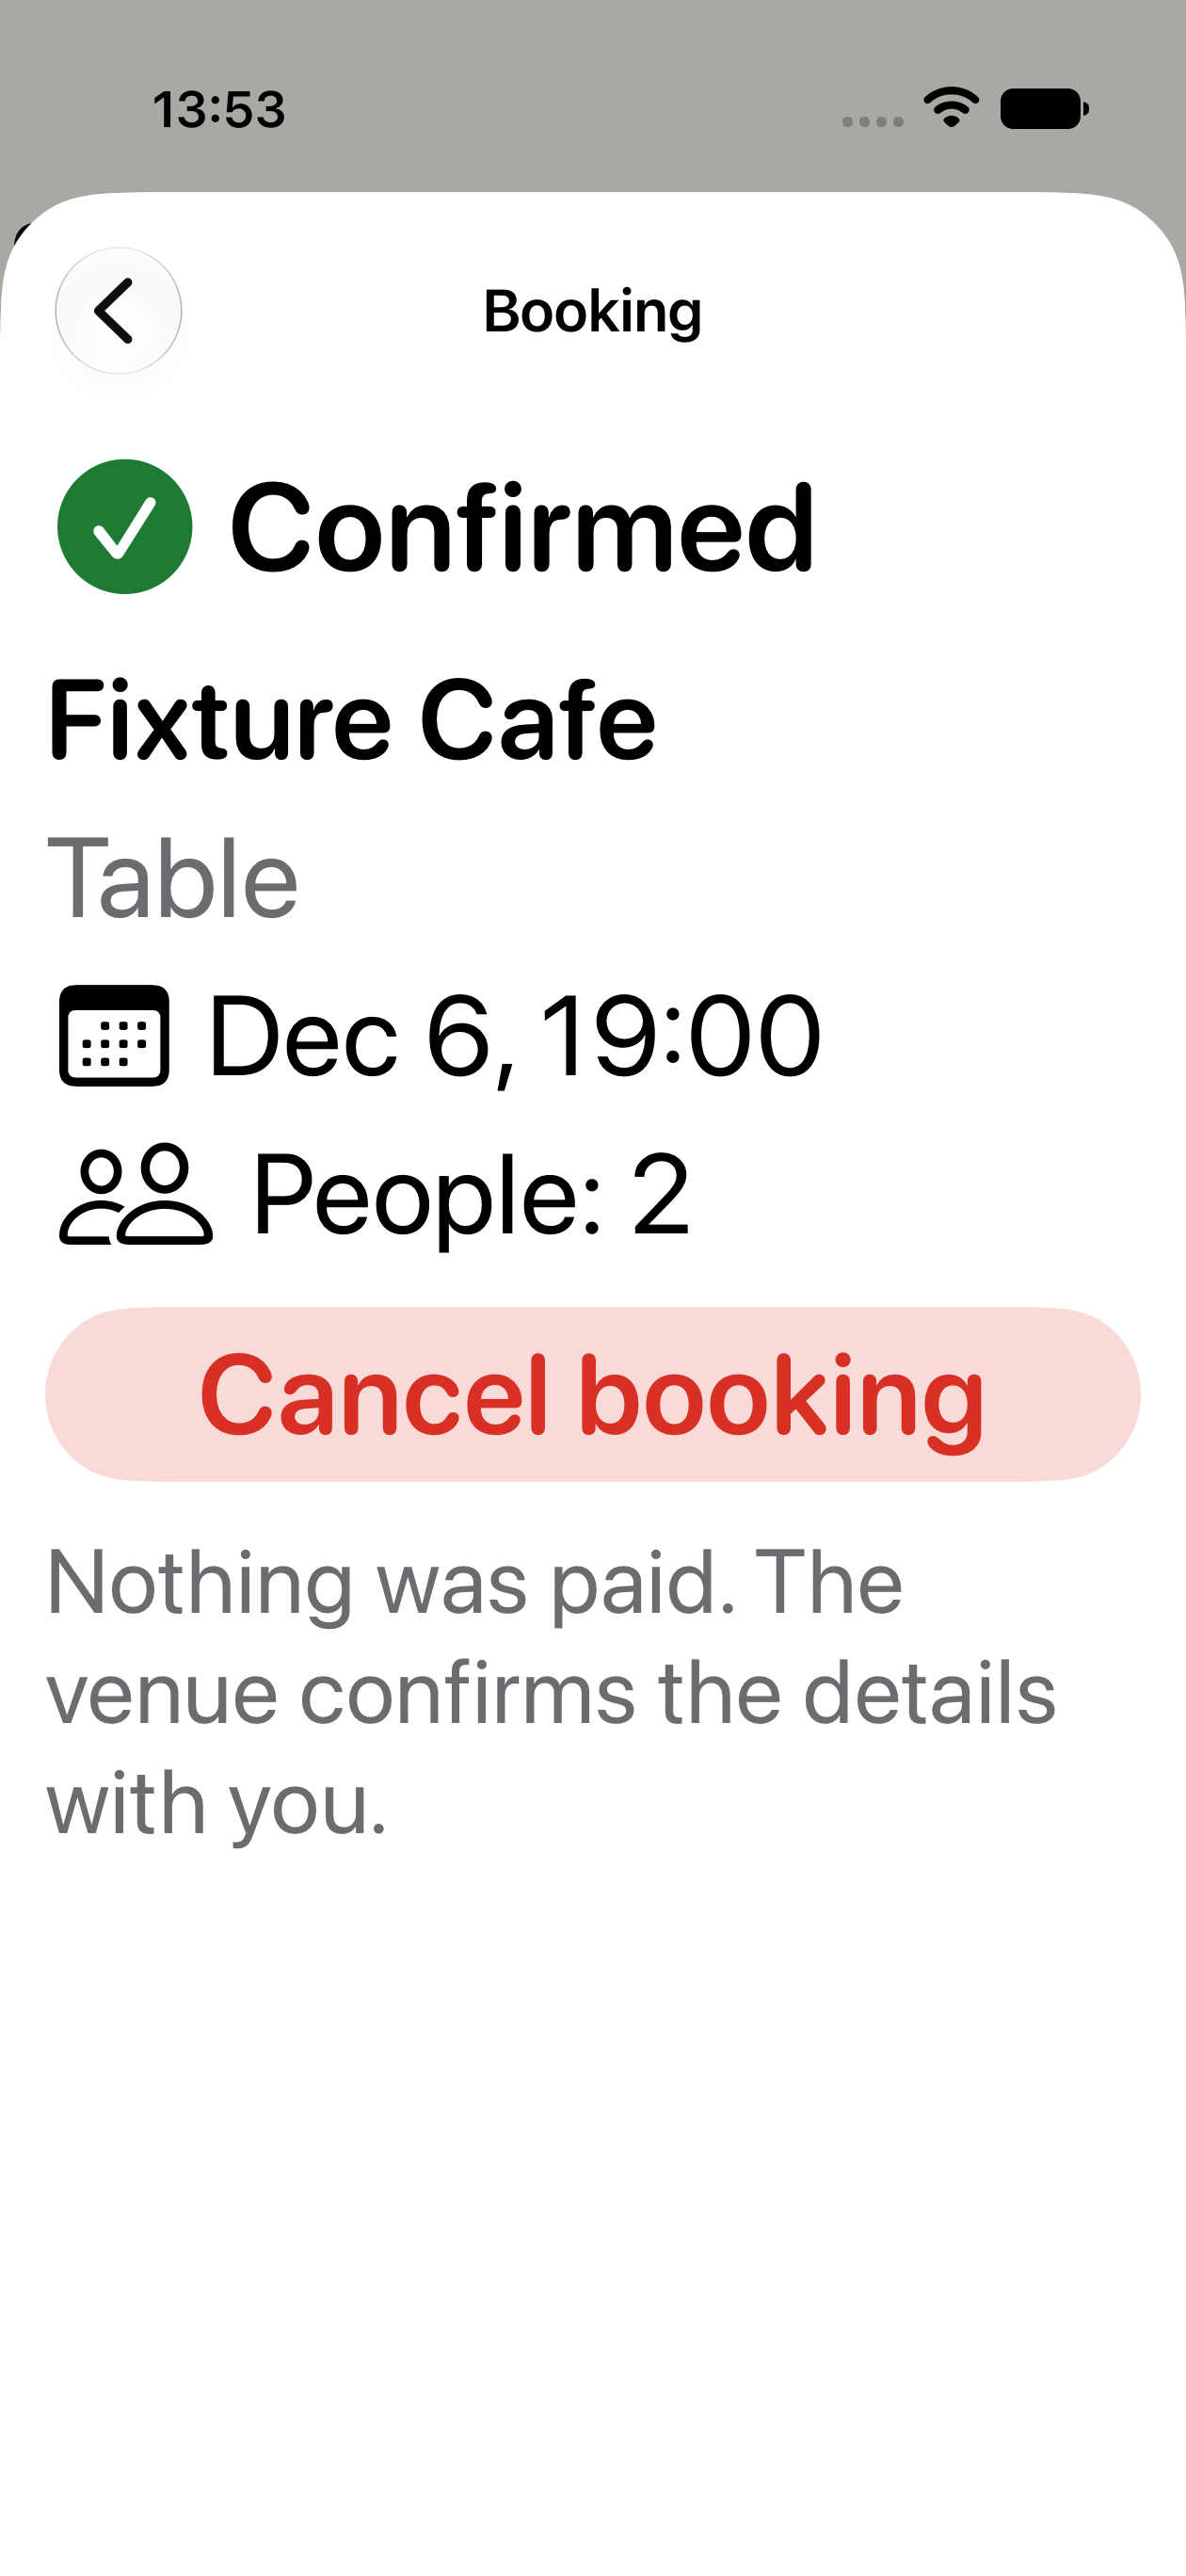 13:53
Booking
Confirmed
Fixture Cafe
Table
Dec 6, 19:00
People: 2
Cancel booking
Nothing was paid. The
venue confirms the details
with you.